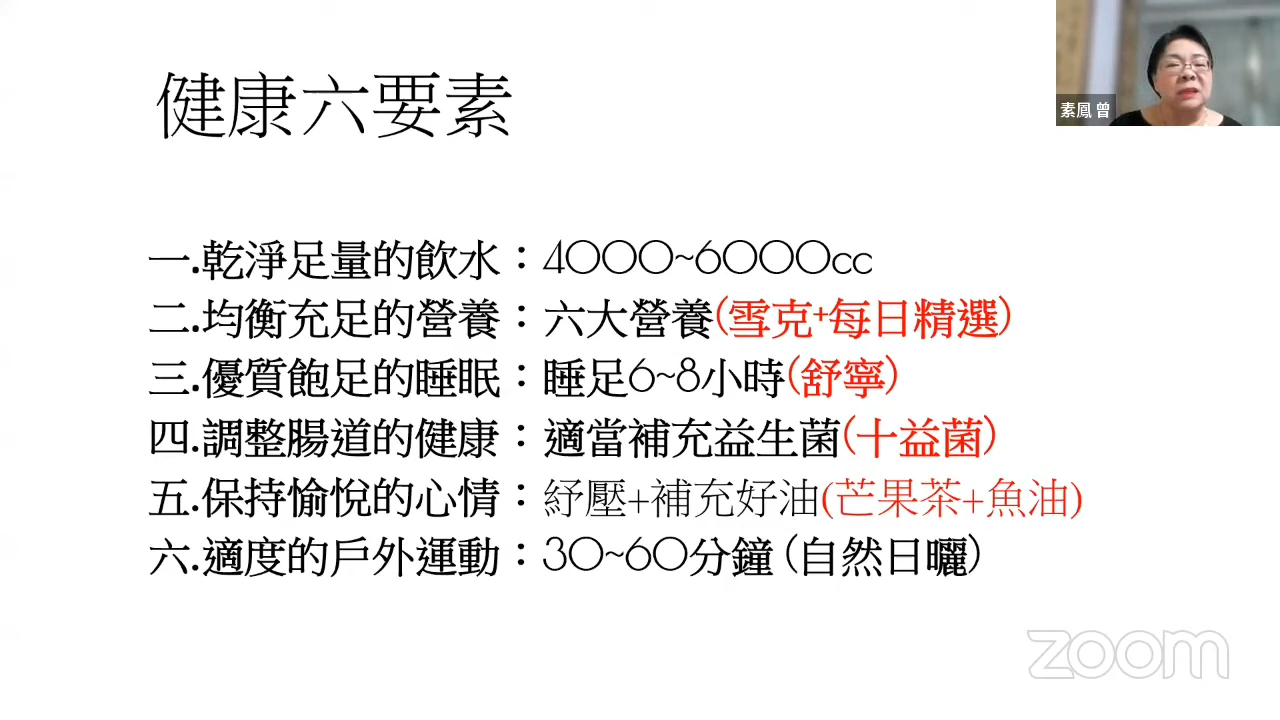 健康六要素
素鳳 曾
一.乾淨足量的飲水：4000~6000cc
二.均衡充足的營養：六大營養(雪克+每日精選)
三.優質飽足的睡眠：睡足6~8小時(舒寧)
四.調整腸道的健康：適當補充益生菌(十益菌)
五.保持愉悅的心情：紓壓+補充好油(芒果茶+魚油)
六.適度的戶外運動：30~60分鐘 (自然日曬)
zoom